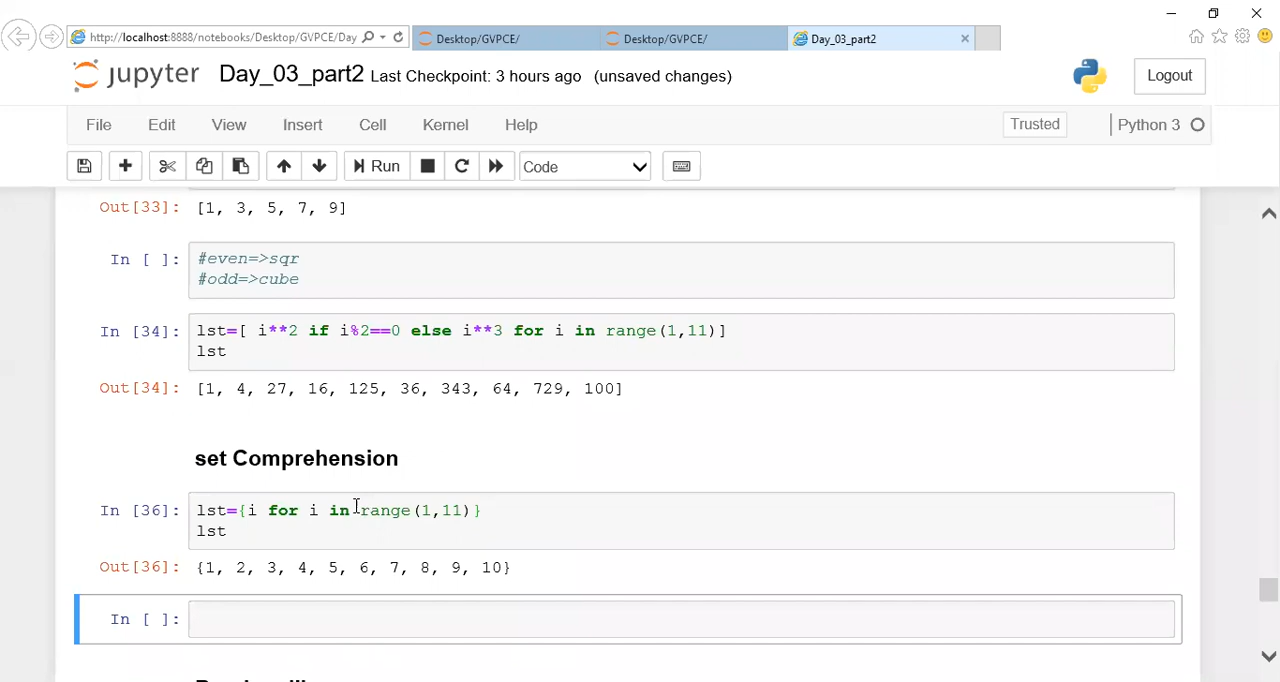 http://localhost:8888/notebooks/Desktop/GVPCE/Day
Desktop/GVPCE/
Desktop/GVPCE/
Day_03_part2
jupyter Day_03_part2 Last Checkpoint: 3 hours ago (unsaved changes)
Logout
File Edit View Insert Cell Kernel Help
Trusted
Python 3
Run
Code
Out[33]: [1, 3, 5, 7, 9]
In [ ]: #even=>sqr
#odd=>cube
In [34]: lst=[ i**2 if i%2==0 else i**3 for i in range(1,11)]
lst
Out[34]: [1, 4, 27, 16, 125, 36, 343, 64, 729, 100]
set Comprehension
In [36]: lst={i for i in range(1,11)}
lst
Out[36]: {1, 2, 3, 4, 5, 6, 7, 8, 9, 10}
In [ ]: